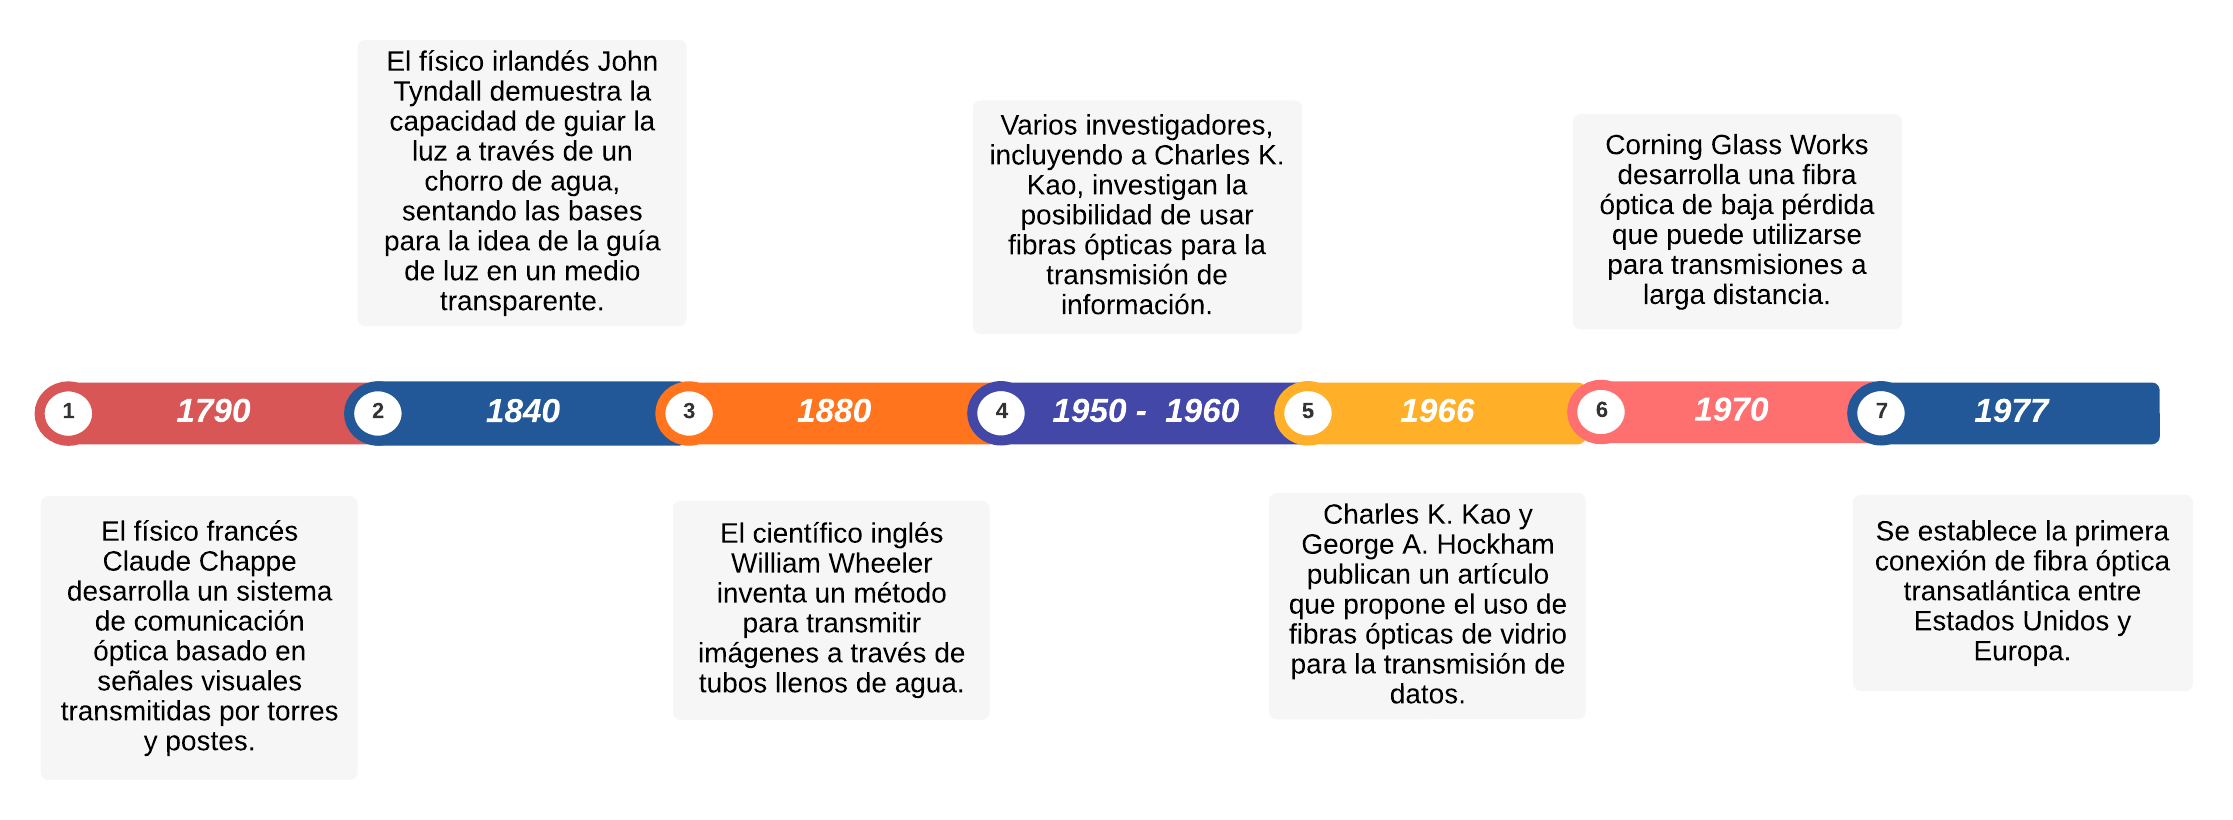 1
1790
El físico francés
Claude Chappe
desarrolla un sistema
de comunicación
óptica basado en
señales visuales
transmitidas por torres
y postes.
2
1840
El físico irlandés John
Tyndall demuestra la
capacidad de guiar la
luz a través de un
chorro de agua,
sentando las bases
para la idea de la guía
de luz en un medio
transparente.
3
1880
El científico inglés
William Wheeler
inventa un método
para transmitir
imágenes a través de
tubos llenos de agua.
4
1950 - 1960
Varios investigadores,
incluyendo a Charles K.
Kao, investigan la
posibilidad de usar
fibras ópticas para la
transmisión de
información.
5
1966
Charles K. Kao y
George A. Hockham
publican un artículo
que propone el uso de
fibras ópticas de vidrio
para la transmisión de
datos.
6
1970
Corning Glass Works
desarrolla una fibra
óptica de baja pérdida
que puede utilizarse
para transmisiones a
larga distancia.
7
1977
Se establece la primera
conexión de fibra óptica
transatlántica entre
Estados Unidos y
Europa.